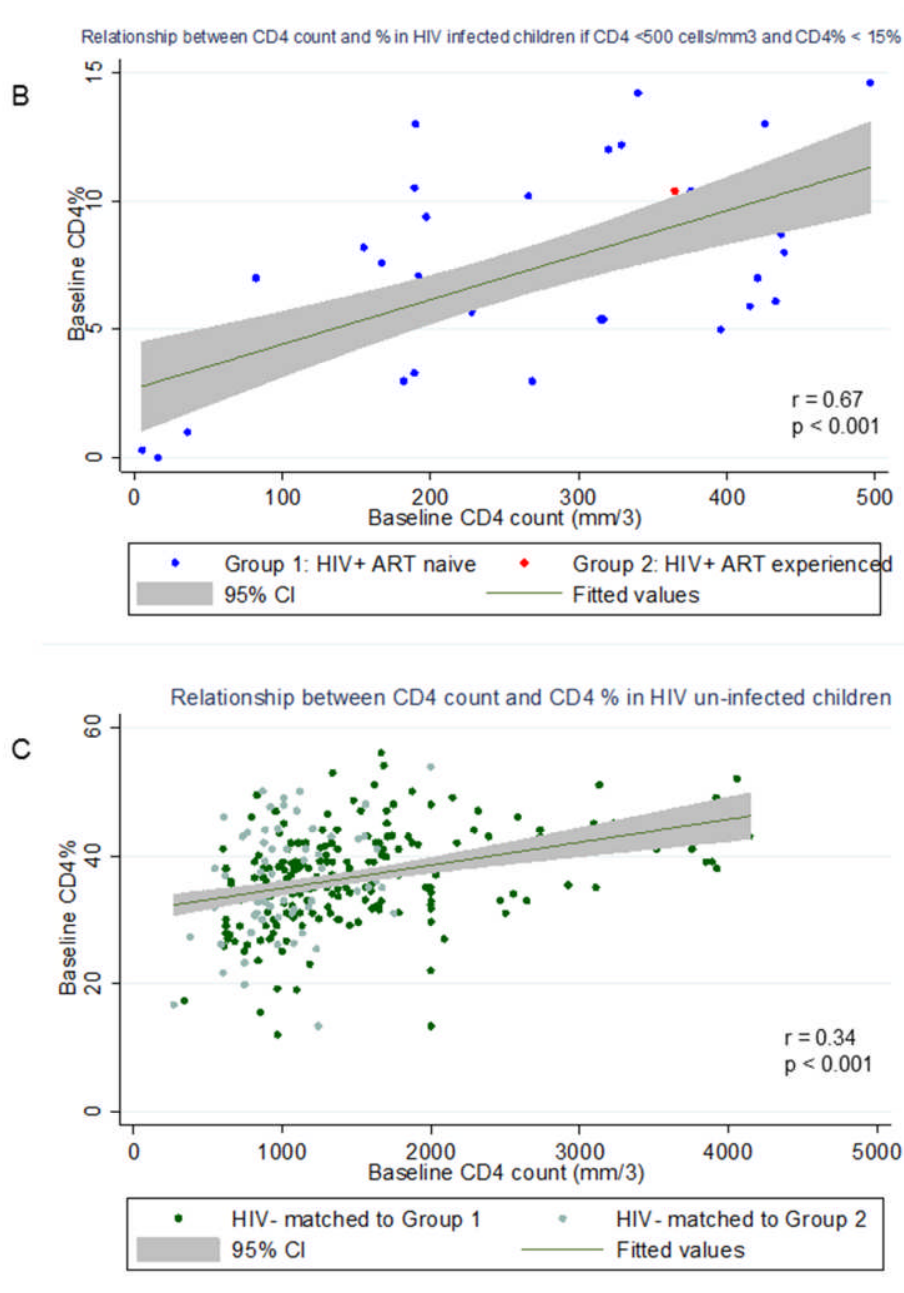 Relationship between CD4 count and % in HIV infected children if CD4 <500 cells/mm3 and CD4% < 15%
B
15
10
5
0
Baseline CD4%
r = 0.67
p < 0.001
0 100 200 300 400 500
Baseline CD4 count (mm/3)
Group 1: HIV+ ART naive Group 2: HIV+ ART experienced
95% CI Fitted values
Relationship between CD4 count and CD4 % in HIV un-infected children
C
60
40
20
0
Baseline CD4%
r = 0.34
p < 0.001
0 1000 2000 3000 4000 5000
Baseline CD4 count (mm/3)
HIV- matched to Group 1 HIV- matched to Group 2
95% CI Fitted values